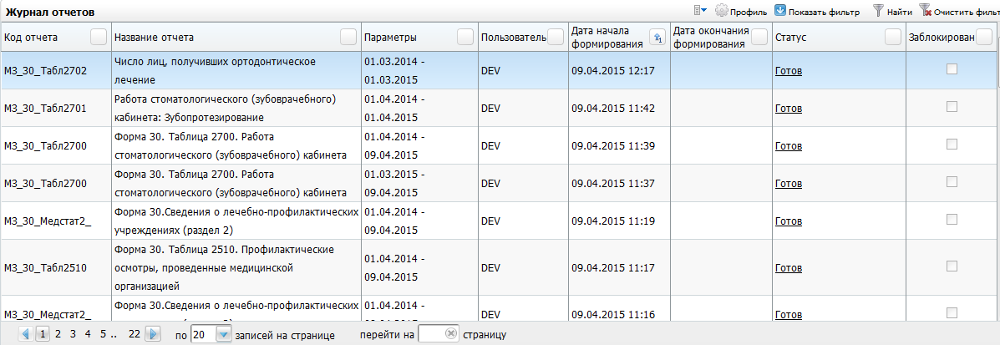 Журнал отчетов
Профиль
Показать фильтр
Найти
Очистить фильт
Код отчета
Название отчета
Параметры
Пользователь
Дата начала
формирования
Дата окончания
формирования
Статус
Заблокирован
МЗ_30_Табл2702
Число лиц, получивших ортодонтическое
лечение
01.03.2014 -
01.03.2015
DEV
09.04.2015 12:17
Готов
МЗ_30_Табл2701
Работа стоматологического (зубоврачебного)
кабинета: Зубопротезирование
01.04.2014 -
01.04.2015
DEV
09.04.2015 11:42
Готов
МЗ_30_Табл2700
Форма 30. Таблица 2700. Работа
стоматологического (зубоврачебного) кабинета
01.04.2014 -
09.04.2015
DEV
09.04.2015 11:39
Готов
МЗ_30_Табл2700
Форма 30. Таблица 2700. Работа
стоматологического (зубоврачебного) кабинета
01.03.2015 -
09.04.2015
DEV
09.04.2015 11:37
Готов
МЗ_30_Медстат2_
Форма 30.Сведения о лечебно-профилактических
учреждениях (раздел 2)
01.04.2014 -
09.04.2015
DEV
09.04.2015 11:19
Готов
МЗ_30_Табл2510
Форма 30. Таблица 2510. Профилактические
осмотры, проведенные медицинской
организацией
01.04.2014 -
09.04.2015
DEV
09.04.2015 11:17
Готов
МЗ_30_Медстат2_
Форма 30.Сведения о лечебно-профилактических
01.04.2014 -
DEV
09.04.2015 11:16
Готов
1 2 3 4 5 .. 22
по 20 записей на странице
перейти на страницу